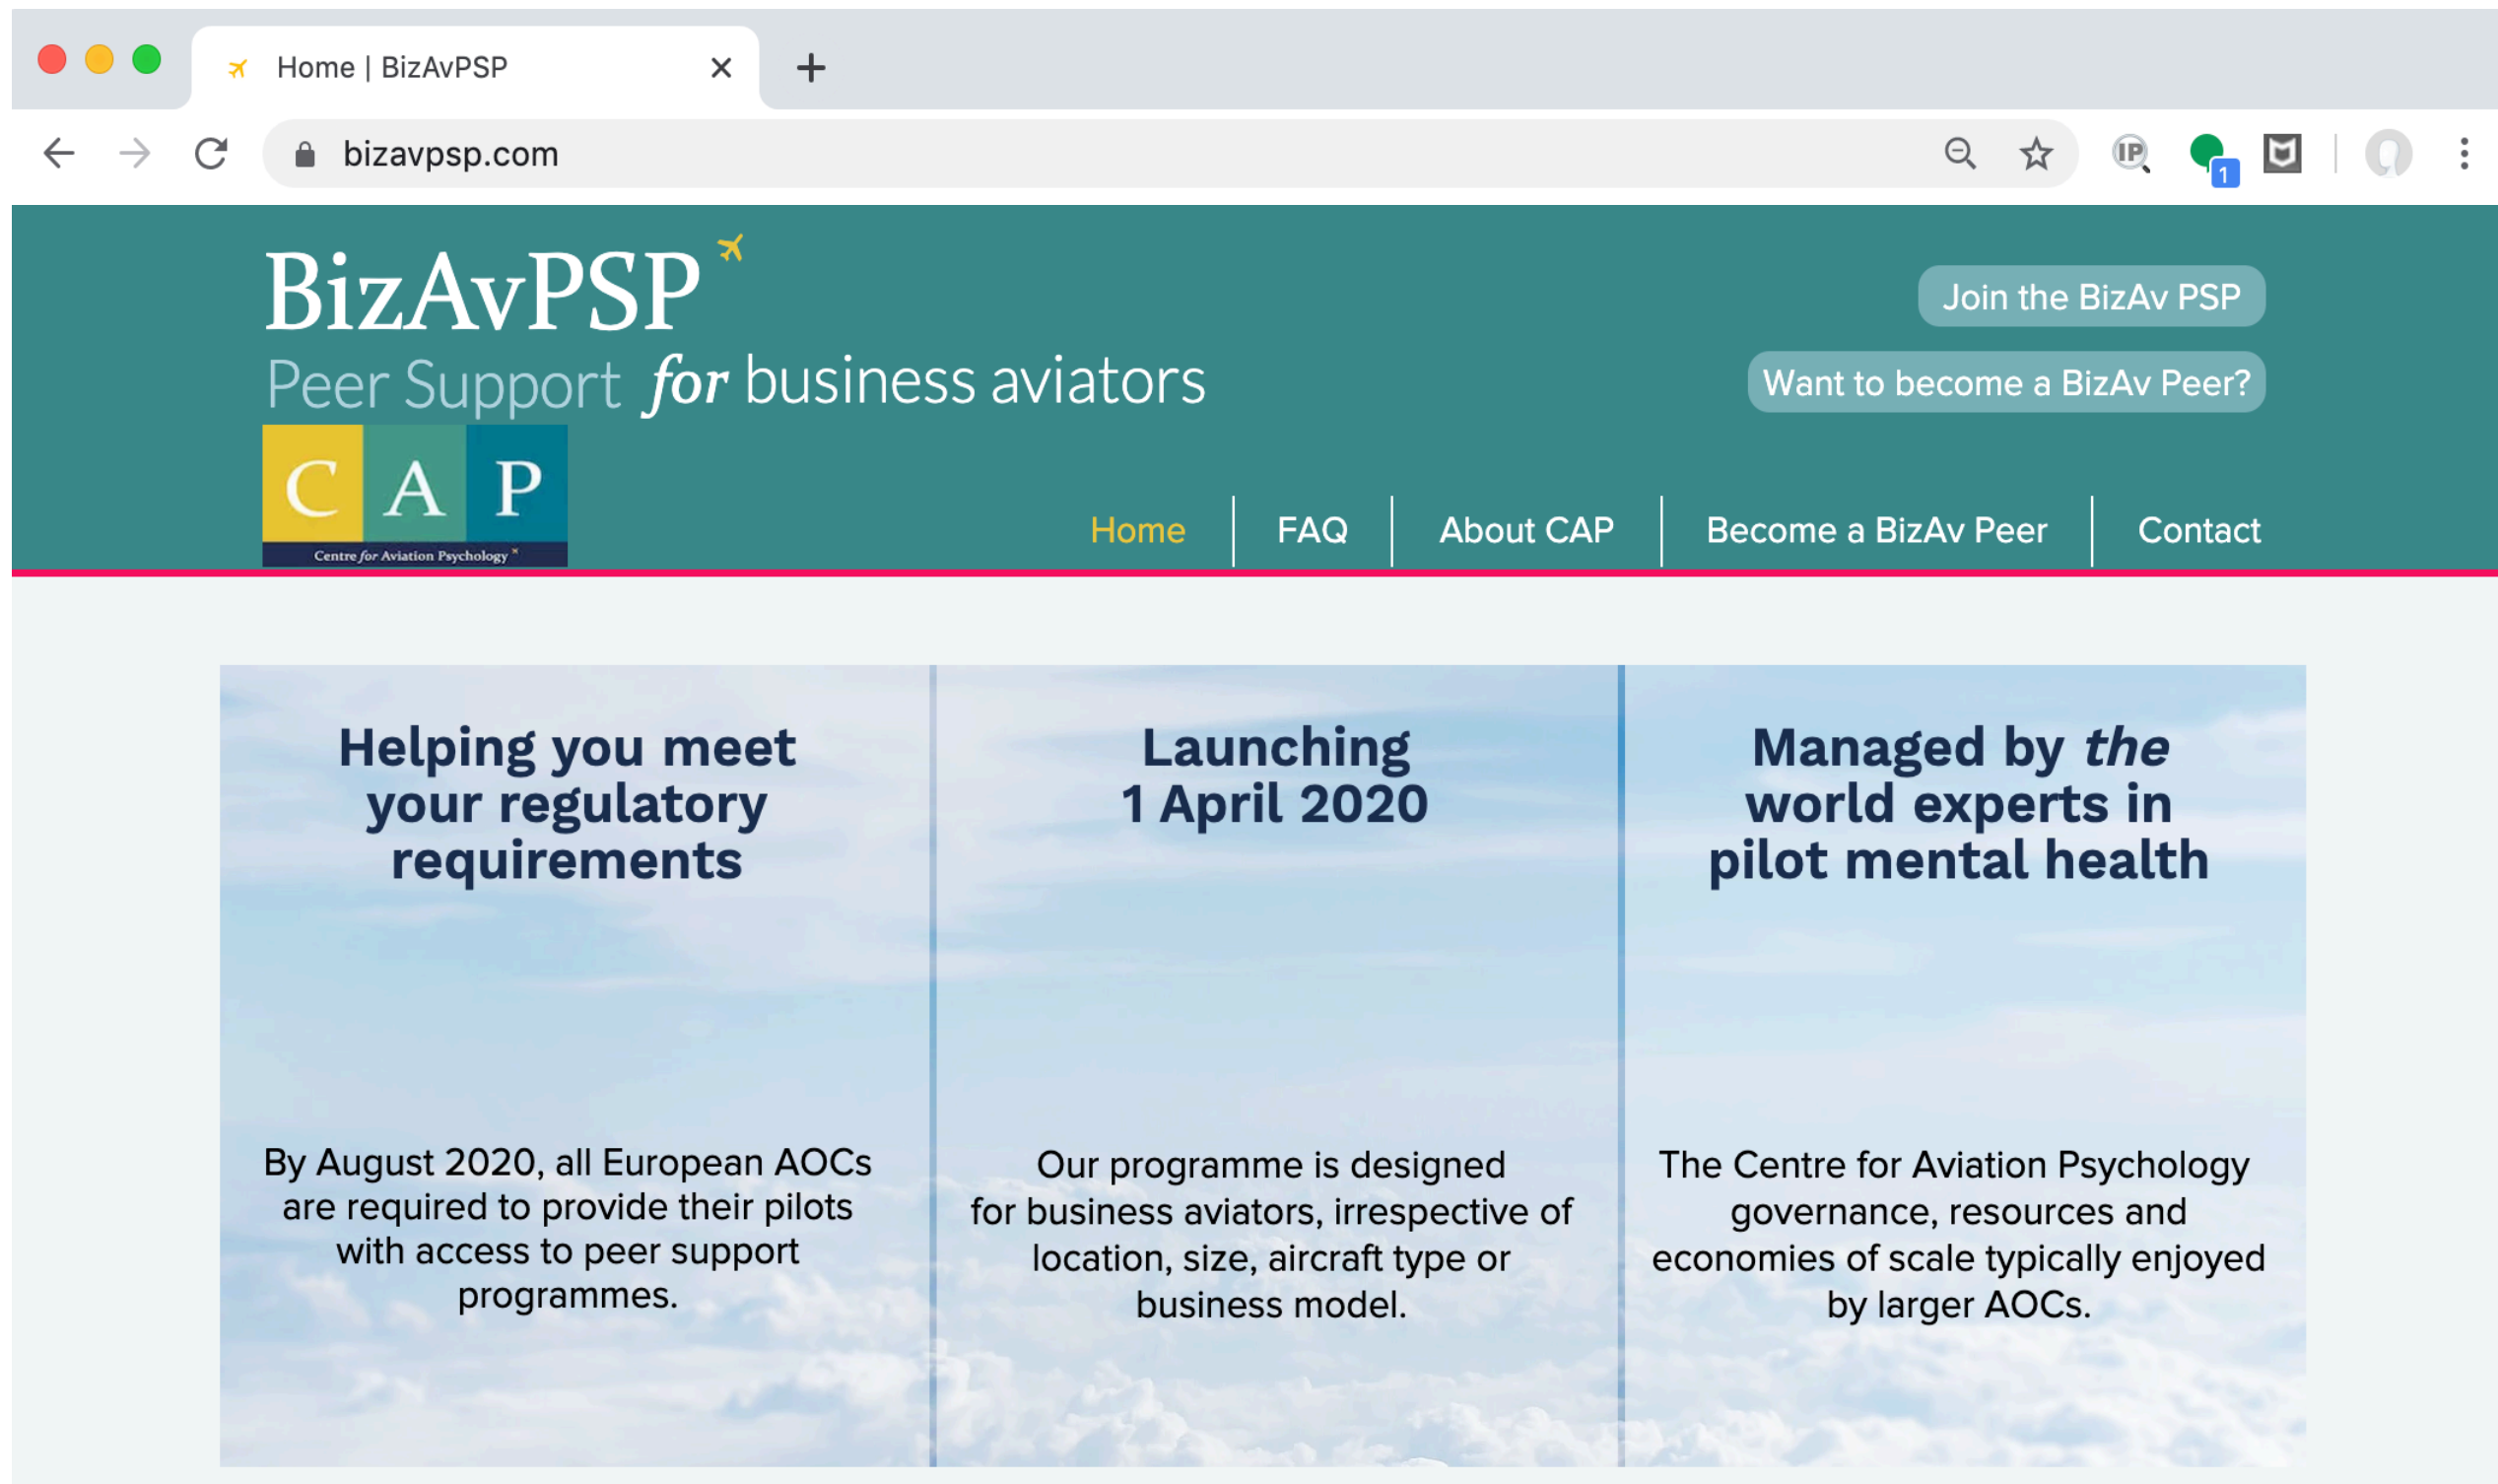 Home | BizAvPSP
bizavpsp.com
IP
1
BizAvPSP
Peer Support for business aviators
Join the BizAv PSP
Want to become a BizAv Peer?
C A P
Centre for Aviation Psychology
Home
FAQ
About CAP
Become a BizAv Peer
Contact
Helping you meet
your regulatory
requirements
By August 2020, all European AOCs
are required to provide their pilots
with access to peer support
programmes.
Launching
1 April 2020
Our programme is designed
for business aviators, irrespective of
location, size, aircraft type or
business model.
Managed by the
world experts in
pilot mental health
The Centre for Aviation Psychology
governance, resources and
economies of scale typically enjoyed
by larger AOCs.